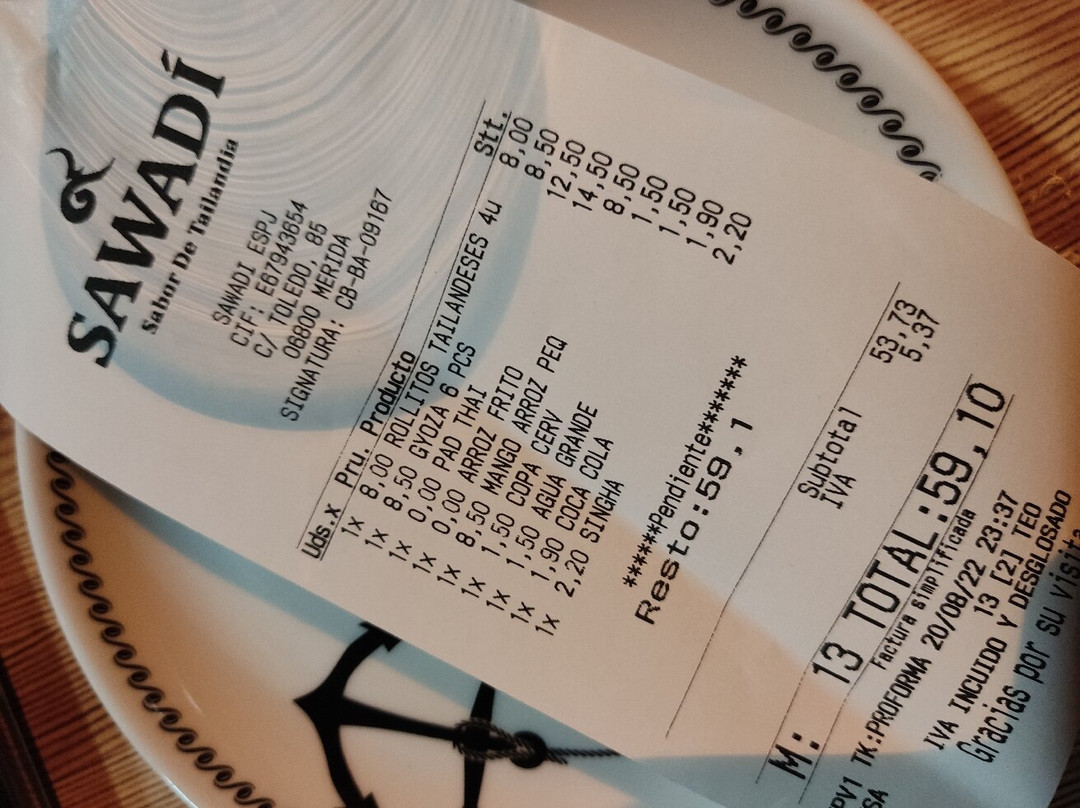 SAWADÍ
Sabor De Tailandia
SAWADI ESPJ
CIF: E67943654
C/ TOLEDO, 85
06800 MERIDA
SIGNATURA: CB-BA-09167
Uds.x Pru. Producto Stt.
1x 8,00 ROLLITOS TAILANDESES 4u 8,00
1x 8,50 GYOZA 6 PCS 8,50
1x 0,00 PAD THAI 12,50
1x 0,00 ARROZ FRITO 14,50
1x 8,50 MANGO ARROZ PEQ 8,50
1x 1,50 COPA CERV 1,50
1x 1,50 AGUA GRANDE 1,50
1x 1,90 COCA COLA 1,90
1x 2,20 SINGHA 2,20
******Pendiente********
Resto:59,1
Subtotal 53,73
IVA 5,37
M: 13 TOTAL:59,10
Factura simplificada
PV1 TK:PROFORMA 20/08/22 23:37
SA 13 [2] TEO
IVA INCUIDO Y DESGLOSADO
Gracias por su visita